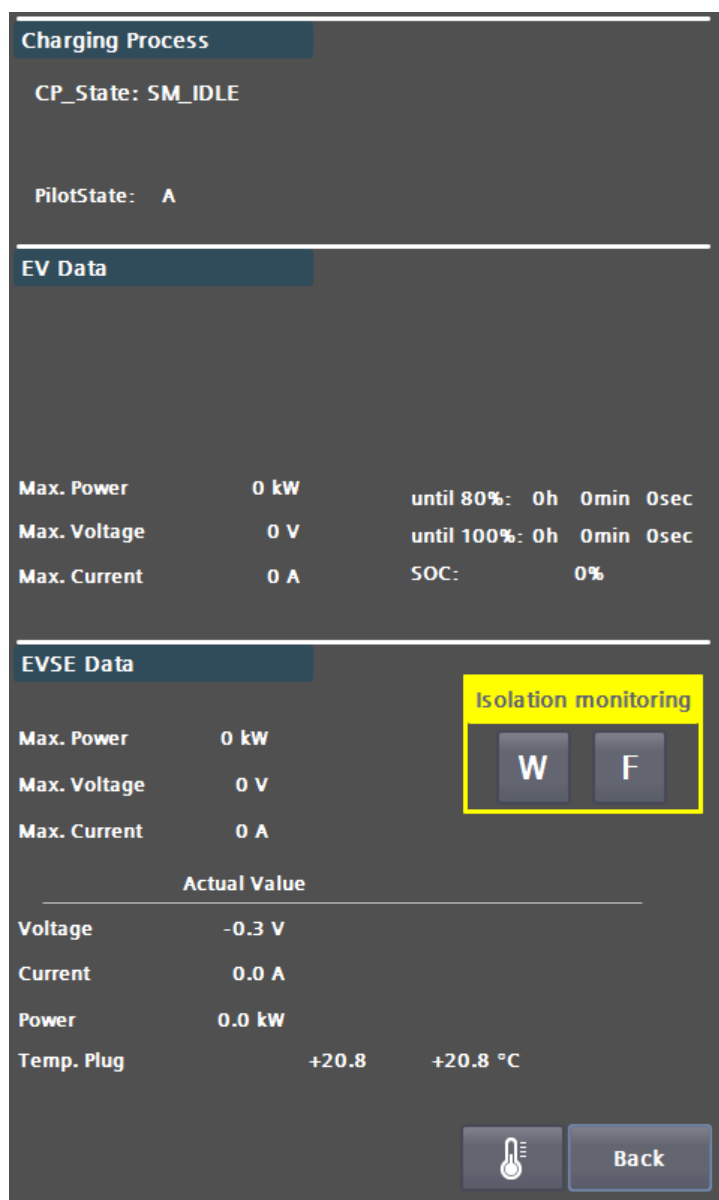 Charging Process
CP_State: SM_IDLE
PilotState: A
EV Data
Max. Power 0 kW
Max. Voltage 0 V
Max. Current 0 A
until 80%: 0h 0min 0sec
until 100%: 0h 0min 0sec
SOC: 0%
EVSE Data
Isolation monitoring
W F
Max. Power 0 kW
Max. Voltage 0 V
Max. Current 0 A
Actual Value
Voltage -0.3 V
Current 0.0 A
Power 0.0 kW
Temp. Plug +20.8 +20.8 °C
Back